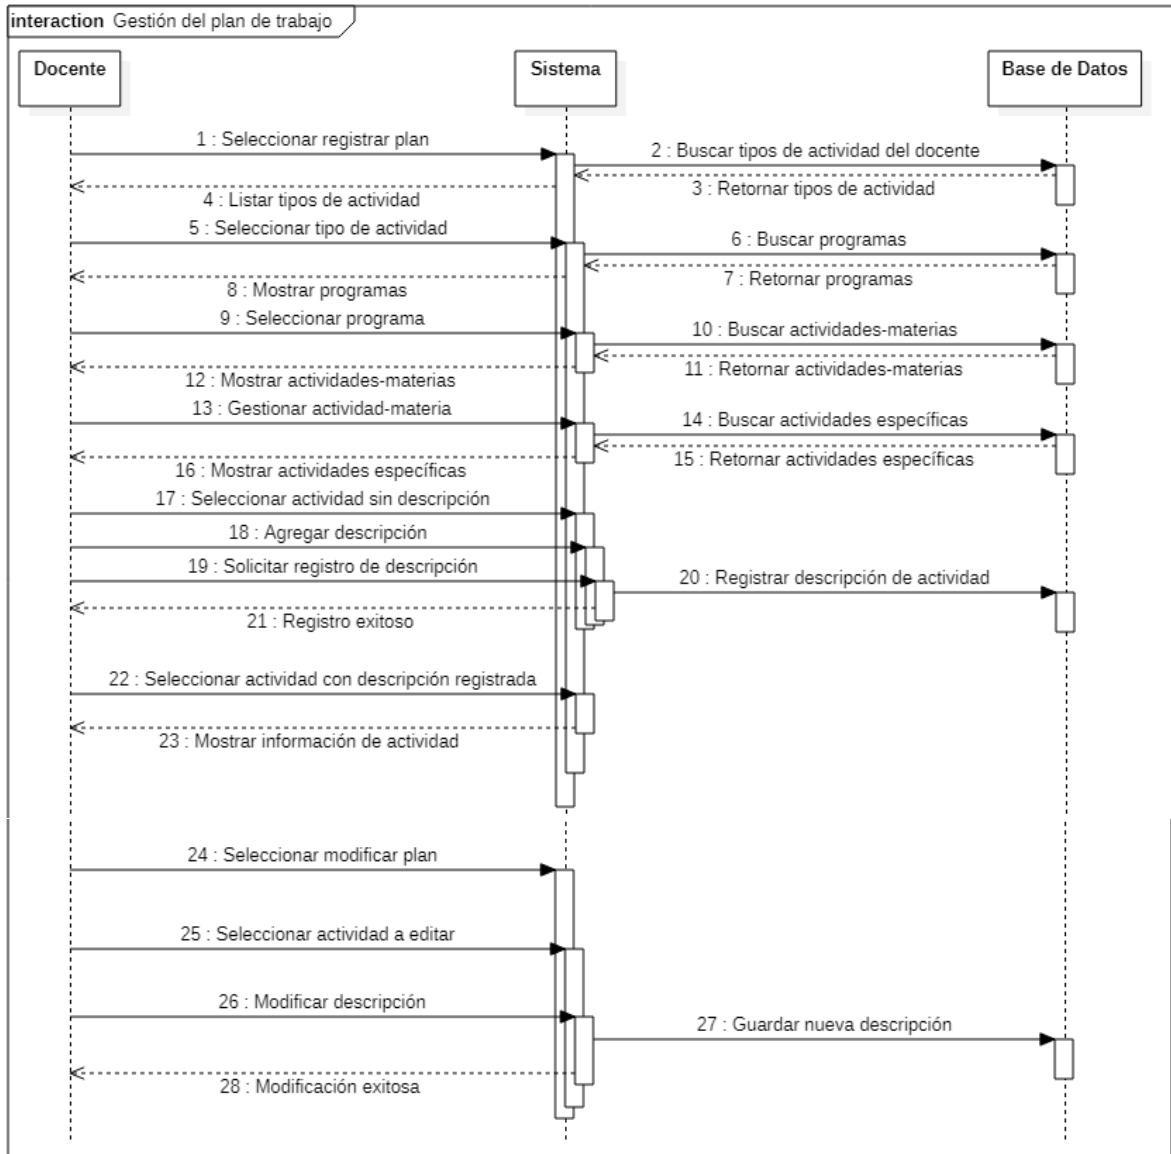 interaction Gestión del plan de trabajo
Docente
Sistema
Base de Datos
1 : Seleccionar registrar plan
2 : Buscar tipos de actividad del docente
3 : Retornar tipos de actividad
4 : Listar tipos de actividad
5 : Seleccionar tipo de actividad
6 : Buscar programas
7 : Retornar programas
8 : Mostrar programas
9 : Seleccionar programa
10 : Buscar actividades-materias
11 : Retornar actividades-materias
12 : Mostrar actividades-materias
13 : Gestionar actividad-materia
14 : Buscar actividades específicas
15 : Retornar actividades específicas
16 : Mostrar actividades específicas
17 : Seleccionar actividad sin descripción
18 : Agregar descripción
19 : Solicitar registro de descripción
20 : Registrar descripción de actividad
21 : Registro exitoso
22 : Seleccionar actividad con descripción registrada
23 : Mostrar información de actividad
24 : Seleccionar modificar plan
25 : Seleccionar actividad a editar
26 : Modificar descripción
27 : Guardar nueva descripción
28 : Modificación exitosa